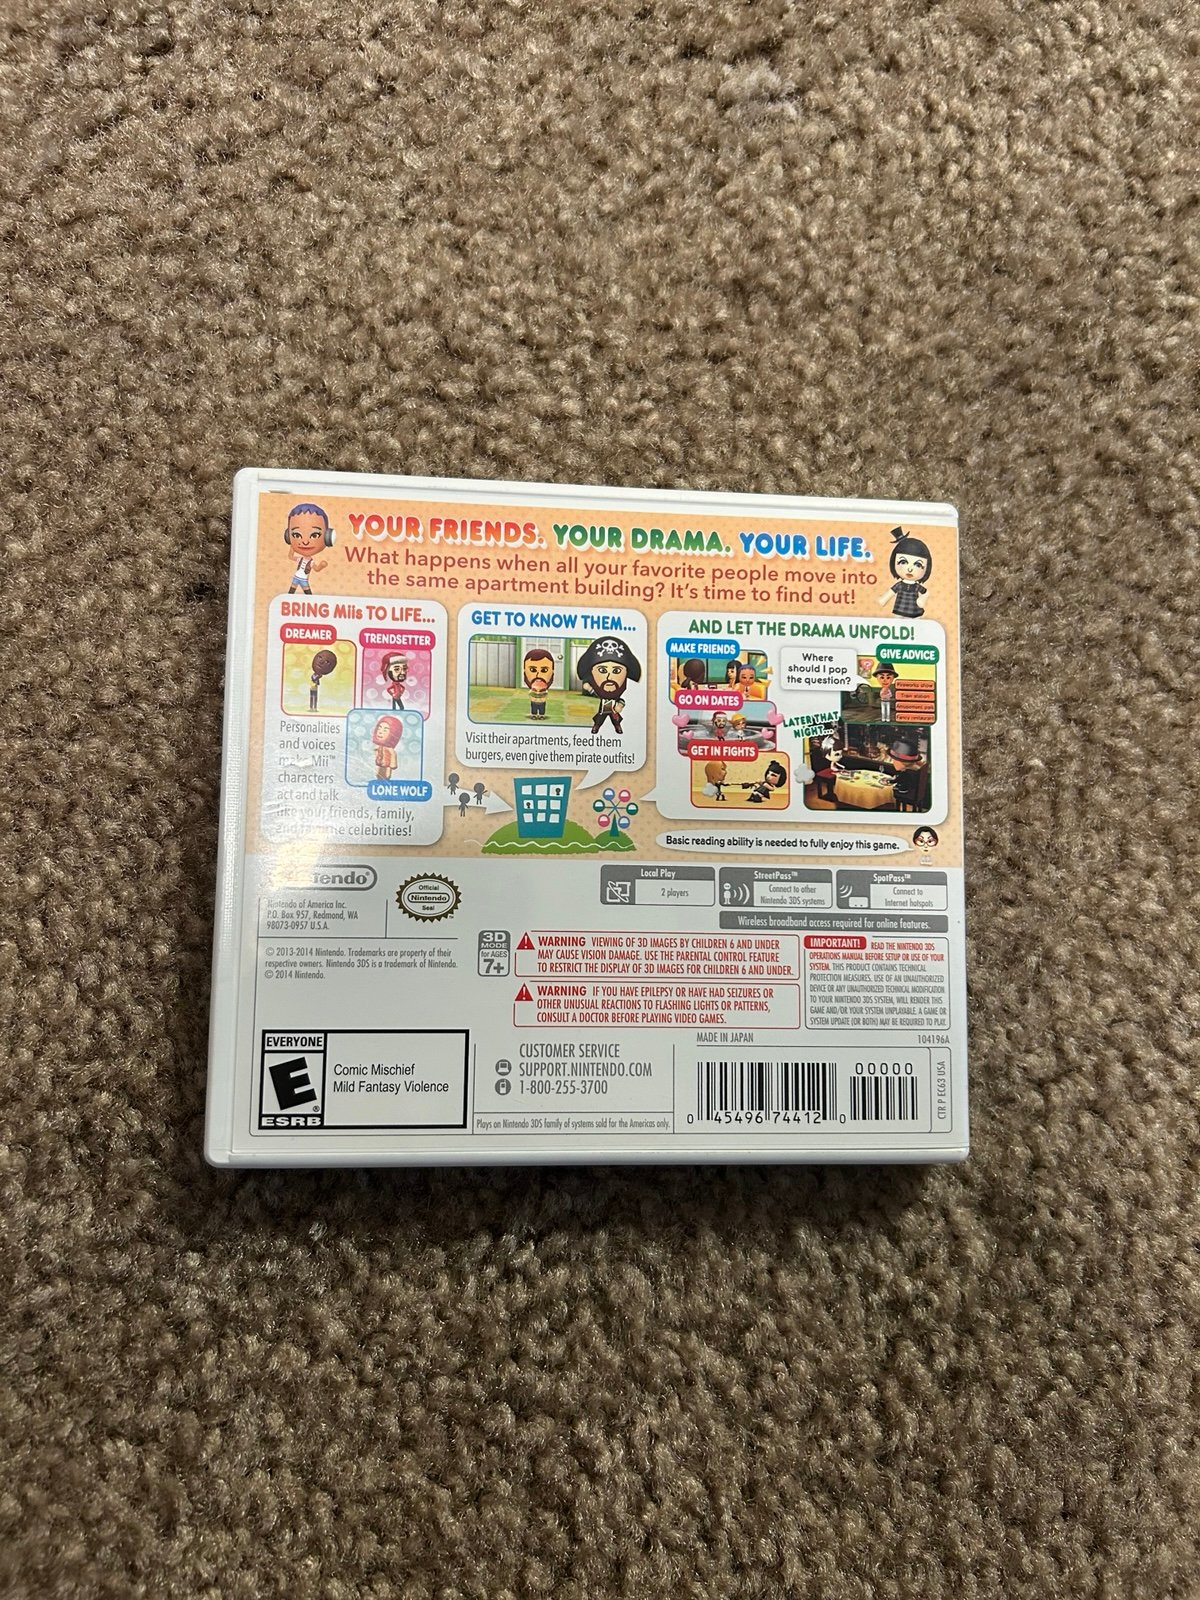 YOUR FRIENDS. YOUR DRAMA. YOUR LIFE.
What happens when all your favorite people move into
the same apartment building? It's time to find out!
BRING Miis TO LIFE...
DREAMER
TRENDSETTER
Personalities
and voices
make Mii™
characters
act and talk
like your friends, family,
and favorite celebrities!
LONE WOLF
GET TO KNOW THEM...
Visit their apartments, feed them
burgers, even give them pirate outfits!
AND LET THE DRAMA UNFOLD!
MAKE FRIENDS
GO ON DATES
GET IN FIGHTS
Where
should I pop
the question?
GIVE ADVICE
Fireworks show
Train station
Amusement park
Fancy restaurant
LATER THAT
NIGHT...
Basic reading ability is needed to fully enjoy this game.
Nintendo®
Nintendo of America Inc.
P.O. Box 957, Redmond, WA
98073-0957 U.S.A.
Official
Nintendo
Seal
Local Play
2 players
StreetPass™
Connect to other
Nintendo 3DS systems
SpotPass™
Connect to
Internet hotspots
Wireless broadband access required for online features.
© 2013-2014 Nintendo. Trademarks are property of their
respective owners. Nintendo 3DS is a trademark of Nintendo.
© 2014 Nintendo.
3D
MODE
for AGES
7+
WARNING VIEWING OF 3D IMAGES BY CHILDREN 6 AND UNDER
MAY CAUSE VISION DAMAGE. USE THE PARENTAL CONTROL FEATURE
TO RESTRICT THE DISPLAY OF 3D IMAGES FOR CHILDREN 6 AND UNDER.
WARNING IF YOU HAVE EPILEPSY OR HAVE HAD SEIZURES OR
OTHER UNUSUAL REACTIONS TO FLASHING LIGHTS OR PATTERNS,
CONSULT A DOCTOR BEFORE PLAYING VIDEO GAMES.
IMPORTANT! READ THE NINTENDO 3DS
OPERATIONS MANUAL BEFORE SETUP OR USE OF YOUR
SYSTEM. THIS PRODUCT CONTAINS TECHNICAL
PROTECTION MEASURES. USE OF AN UNAUTHORIZED
DEVICE OR ANY UNAUTHORIZED TECHNICAL MODIFICATION
TO YOUR NINTENDO 3DS SYSTEM, WILL RENDER THIS
GAME AND/OR YOUR SYSTEM UNPLAYABLE. A GAME OR
SYSTEM UPDATE (OR BOTH) MAY BE REQUIRED TO PLAY.
EVERYONE
E
®
ESRB
Comic Mischief
Mild Fantasy Violence
CUSTOMER SERVICE
SUPPORT.NINTENDO.COM
1-800-255-3700
Plays on Nintendo 3DS family of systems sold for the Americas only.
MADE IN JAPAN
104196A
00000
0 45496 74412 0
CTR P EC63 USA